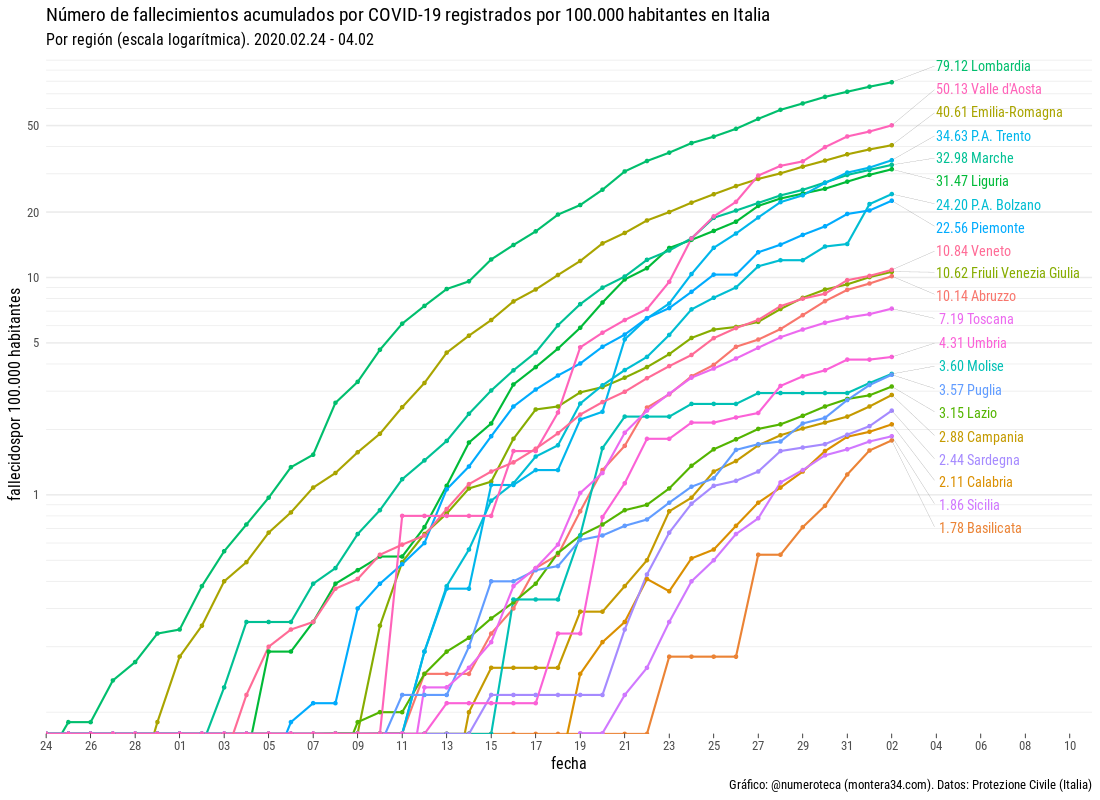 Número de fallecimientos acumulados por COVID-19 registrados por 100.000 habitantes en Italia
Por región (escala logarítmica). 2020.02.24 - 04.02
79.12 Lombardia
50.13 Valle d'Aosta
40.61 Emilia-Romagna
34.63 P.A. Trento
32.98 Marche
31.47 Liguria
24.20 P.A. Bolzano
22.56 Piemonte
10.84 Veneto
10.62 Friuli Venezia Giulia
10.14 Abruzzo
7.19 Toscana
4.31 Umbria
3.60 Molise
3.57 Puglia
3.15 Lazio
2.88 Campania
2.44 Sardegna
2.11 Calabria
1.86 Sicilia
1.78 Basilicata
50
20
10
5
1
fallecidospor 100.000 habitantes
24 26 28 01 03 05 07 09 11 13 15 17 19 21 23 25 27 29 31 02 04 06 08 10
fecha
Gráfico: @numeroteca (montera34.com). Datos: Protezione Civile (Italia)